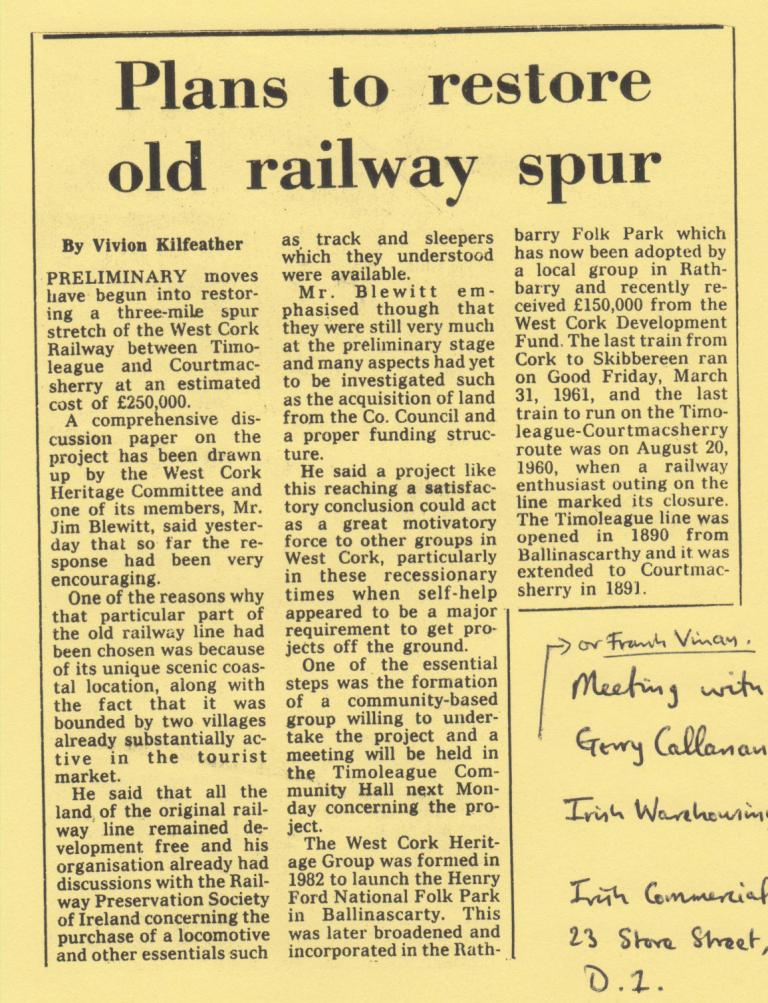 Plans to restore
old railway spur
By Vivion Kilfeather
PRELIMINARY moves
have begun into restor-
ing a three-mile spur
stretch of the West Cork
Railway between Timo-
league and Courtmac-
sherry at an estimated
cost of £250,000.
A comprehensive dis-
cussion paper on the
project has been drawn
up by the West Cork
Heritage Committee and
one of its members, Mr.
Jim Blewitt, said yester-
day that so far the re-
sponse had been very
encouraging.
One of the reasons why
that particular part of
the old railway line had
been chosen was because
of its unique scenic coas-
tal location, along with
the fact that it was
bounded by two villages
already substantially ac-
tive in the tourist
market.
He said that all the
land of the original rail-
way line remained de-
velopment free and his
organisation already had
discussions with the Rail-
way Preservation Society
of Ireland concerning the
purchase of a locomotive
and other essentials such
as track and sleepers
which they understood
were available.
Mr. Blewitt em-
phasised though that
they were still very much
at the preliminary stage
and many aspects had yet
to be investigated such
as the acquisition of land
from the Co. Council and
a proper funding struc-
ture.
He said a project like
this reaching a satisfac-
tory conclusion could act
as a great motivatory
force to other groups in
West Cork, particularly
in these recessionary
times when self-help
appeared to be a major
requirement to get pro-
jects off the ground.
One of the essential
steps was the formation
of a community-based
group willing to under-
take the project and a
meeting will be held in
the Timoleague Com-
munity Hall next Mon-
day concerning the pro-
ject.
The West Cork Herit-
age Group was formed in
1982 to launch the Henry
Ford National Folk Park
in Ballinascarty. This
was later broadened and
incorporated in the Rath-
barry Folk Park which
has now been adopted by
a local group in Rath-
barry and recently re-
ceived £150,000 from the
West Cork Development
Fund. The last train from
Cork to Skibbereen ran
on Good Friday, March
31, 1961, and the last
train to run on the Timo-
league-Courtmacsherry
route was on August 20,
1960, when a railway
enthusiast outing on the
line marked its closure.
The Timoleague line was
opened in 1890 from
Ballinascarthy and it was
extended to Courtmac-
sherry in 1891.
or Frank
Meeting with
Gerry Callanan
Irish Warehousing
Irish Commercial
23 Store Street,
D.1.